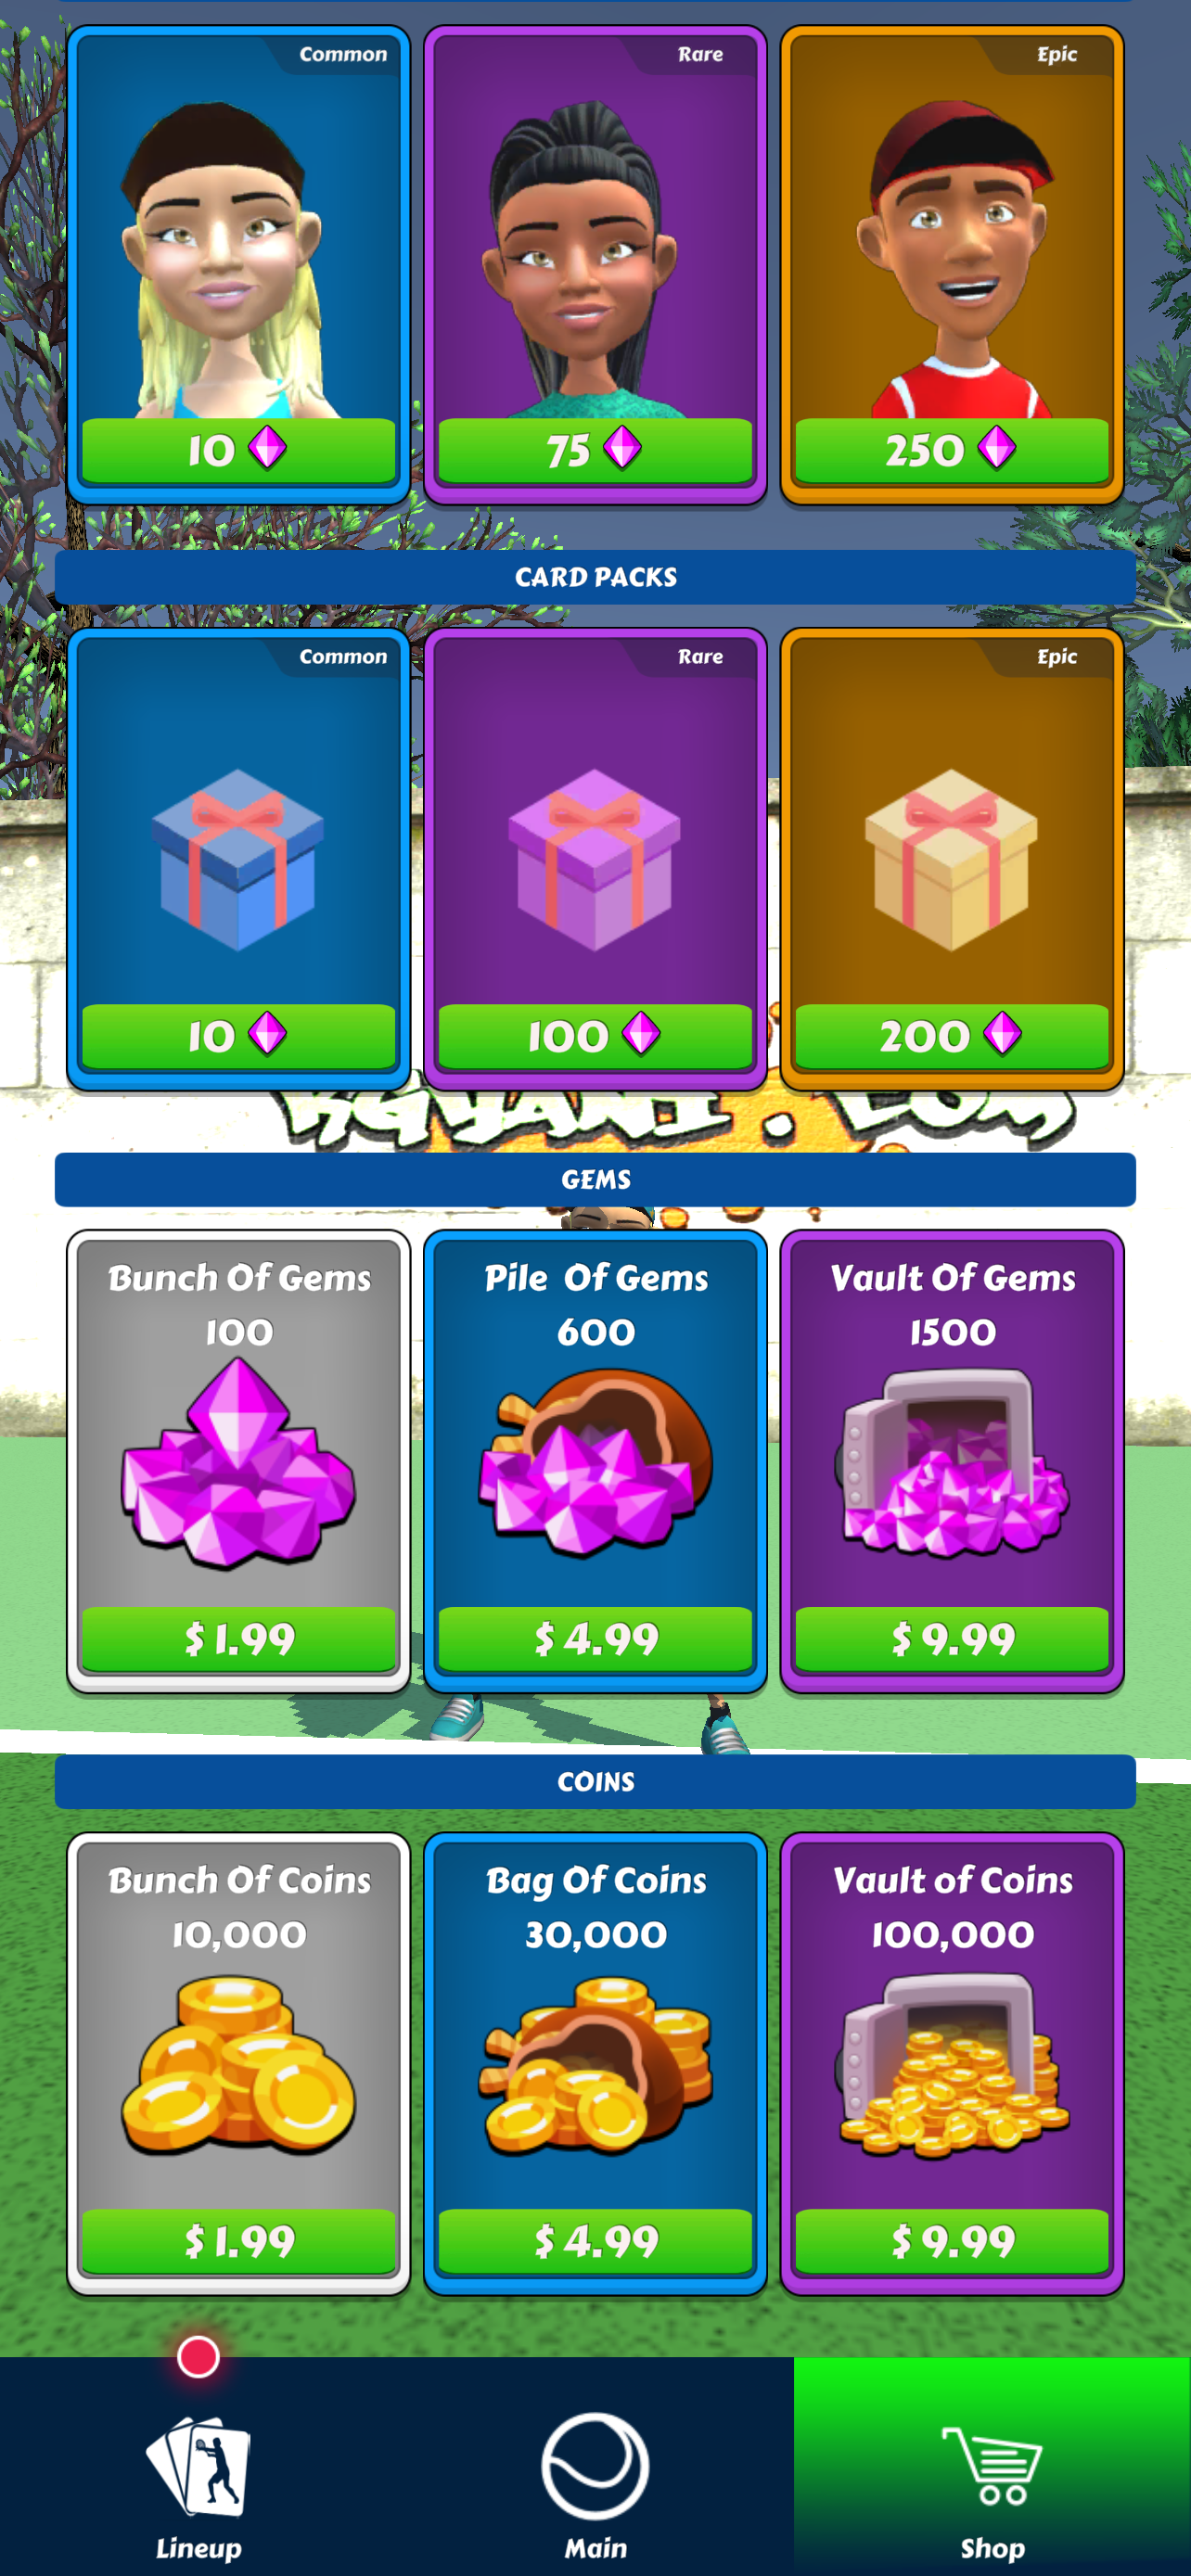 Common
Rare
Epic
10
75
250
CARD PACKS
Common
Rare
Epic
10
100
200
GEMS
Bunch Of Gems
100
Pile Of Gems
600
Vault Of Gems
1500
$ 1.99
$ 4.99
$ 9.99
COINS
Bunch Of Coins
10,000
Bag Of Coins
30,000
Vault of Coins
100,000
$ 1.99
$ 4.99
$ 9.99
Lineup
Main
Shop